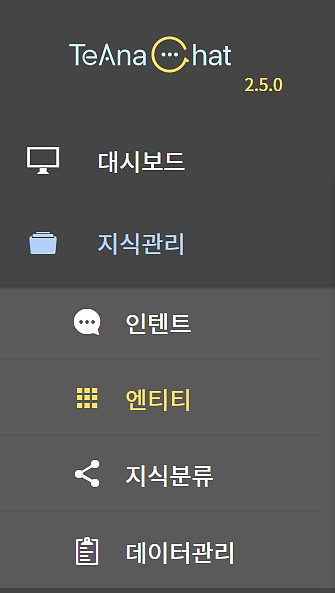 TeAna Chat
2.5.0
대시보드
지식관리
인텐트
엔티티
지식분류
데이터관리